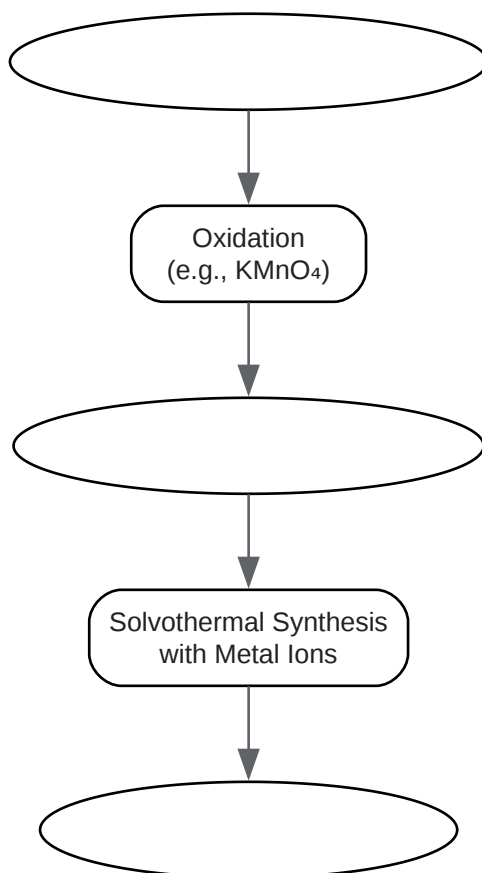 Oxidation
(e.g., KMnO₄)
Solvothermal Synthesis
with Metal Ions